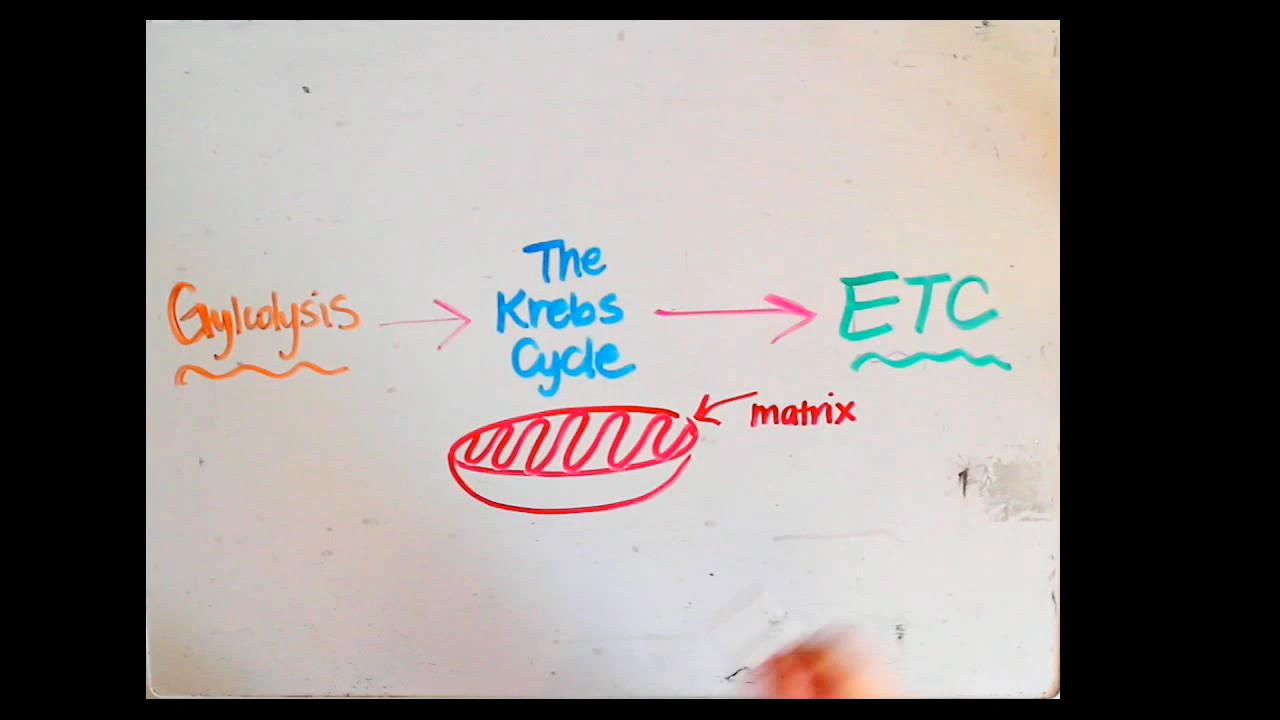 Gylcolysis
The
Krebs
Cycle
ETC
matrix